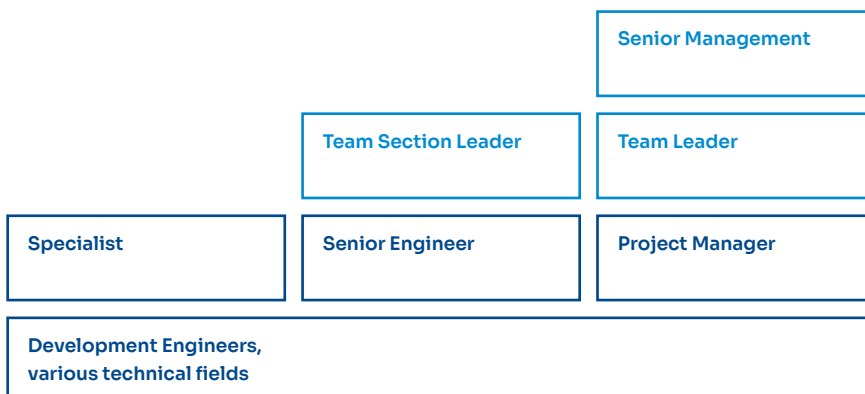 Senior Management
Team Section Leader
Team Leader
Specialist
Senior Engineer
Project Manager
Development Engineers,
various technical fields